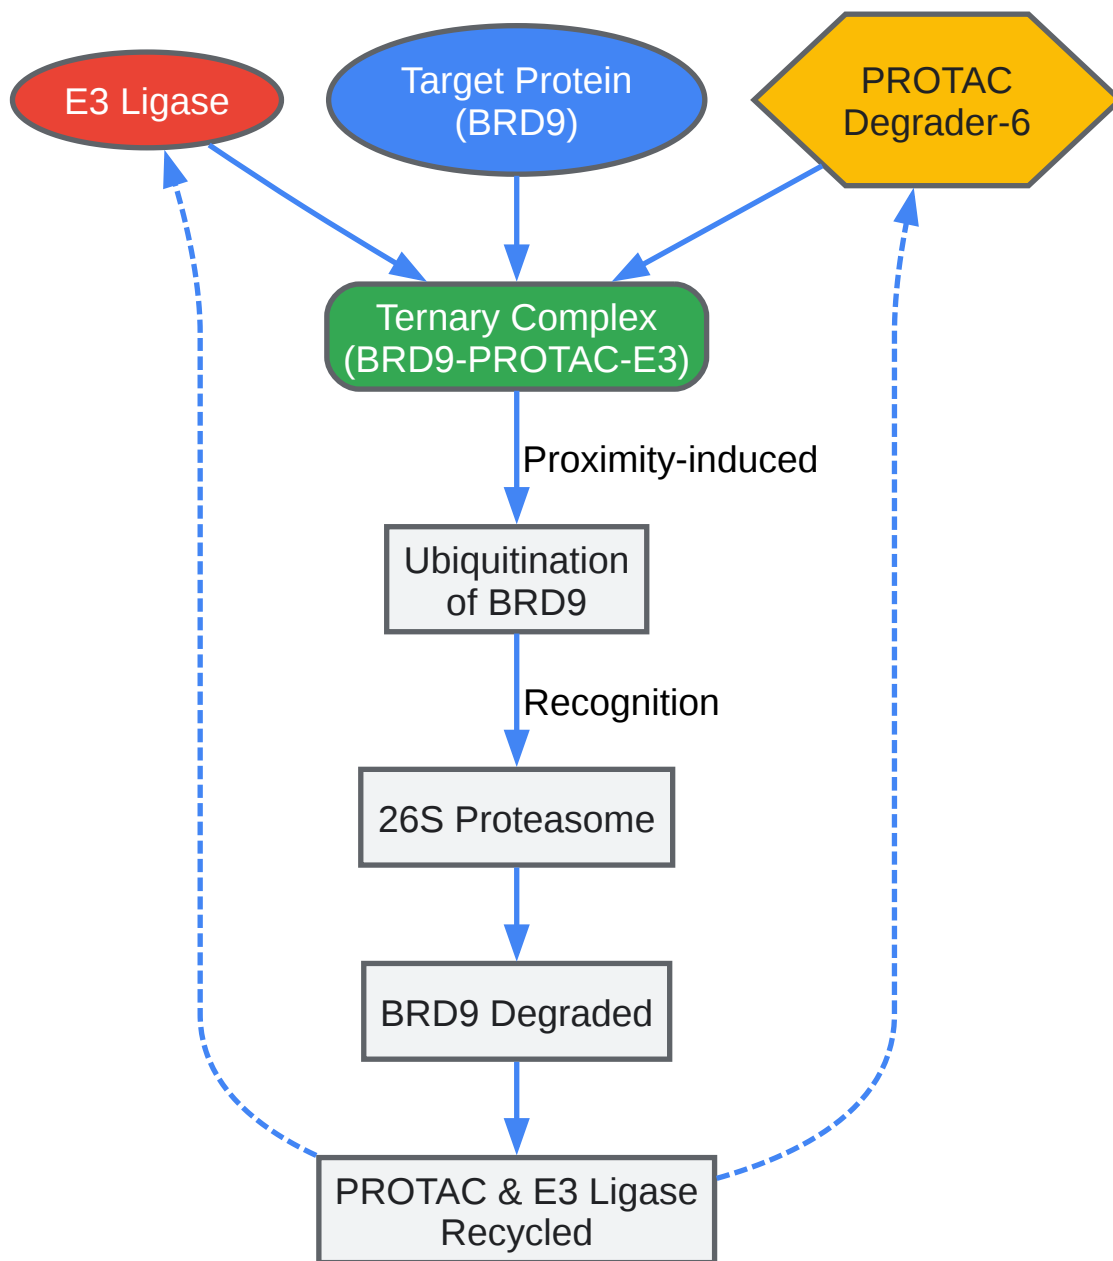 E3 Ligase
Target Protein
(BRD9)
PROTAC
Degrader-6
Ternary Complex
(BRD9-PROTAC-E3)
Proximity-induced
Ubiquitination
of BRD9
Recognition
26S Proteasome
BRD9 Degraded
PROTAC & E3 Ligase
Recycled